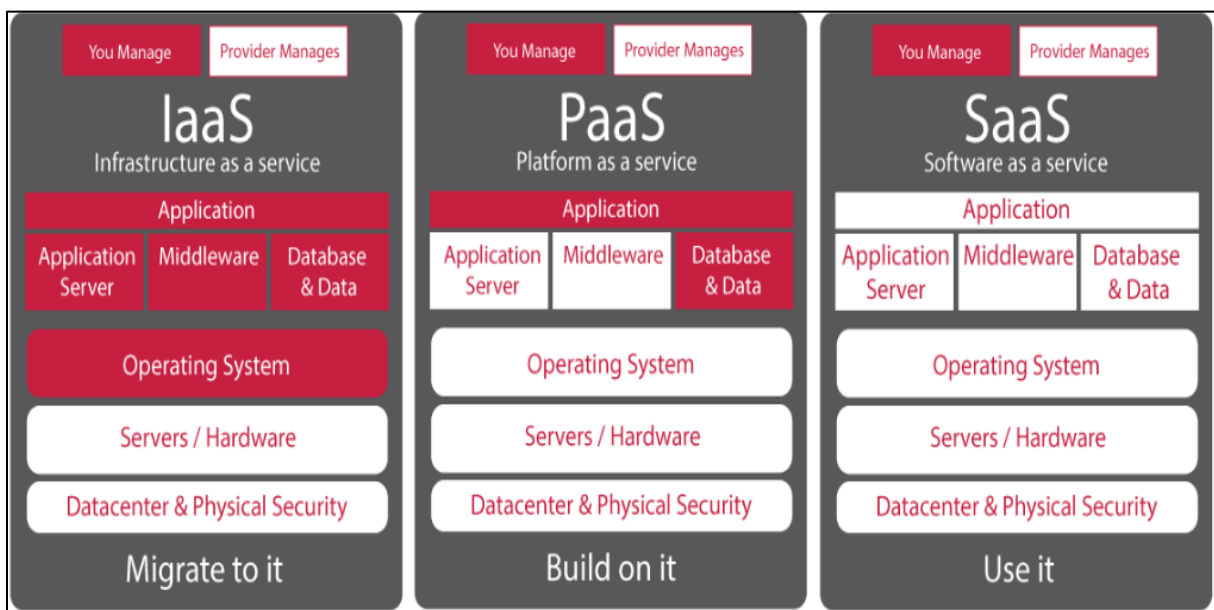 You Manage
Provider Manages
IaaS
Infrastructure as a service
Application
Application
Server
Middleware
Database
& Data
Operating System
Servers / Hardware
Datacenter & Physical Security
Migrate to it
You Manage
Provider Manages
PaaS
Platform as a service
Application
Application
Server
Middleware
Database
& Data
Operating System
Servers / Hardware
Datacenter & Physical Security
Build on it
You Manage
Provider Manages
SaaS
Software as a service
Application
Application
Server
Middleware
Database
& Data
Operating System
Servers / Hardware
Datacenter & Physical Security
Use it